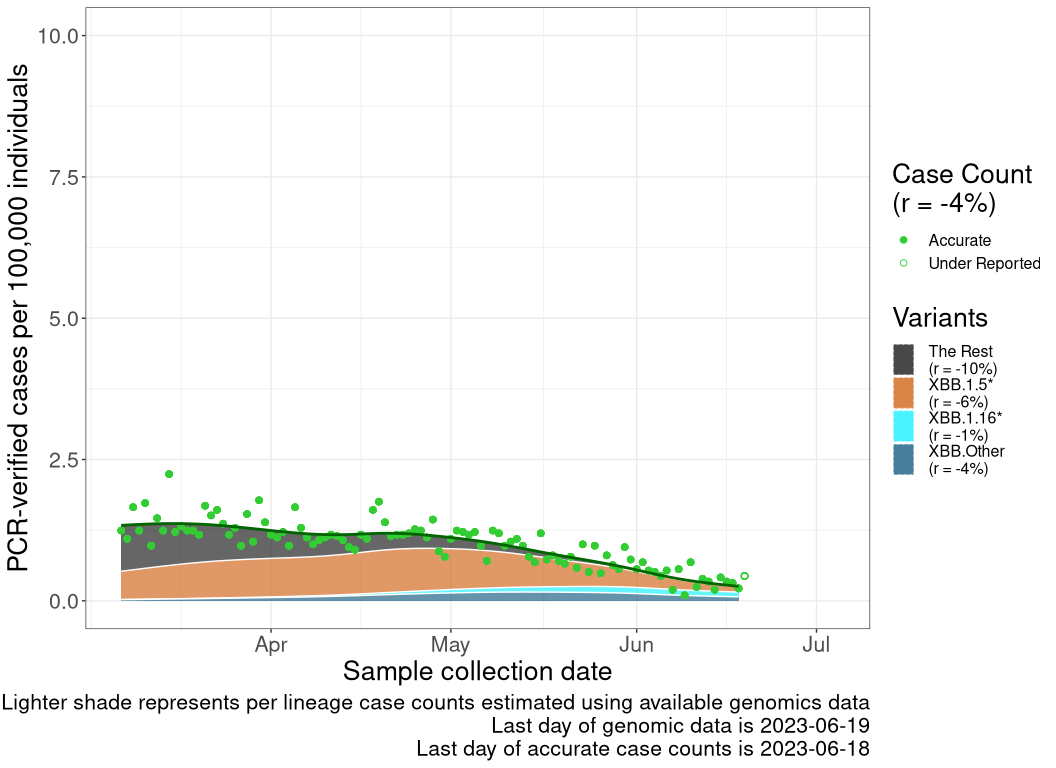 PCR-verified cases per 100,000 individuals
10.0
7.5
5.0
2.5
0.0
Apr
May
Jun
Jul
Sample collection date
Lighter shade represents per lineage case counts estimated using available genomics data
Last day of genomic data is 2023-06-19
Last day of accurate case counts is 2023-06-18
Case Count
(r = -4%)
Accurate
Under Reported
Variants
The Rest
(r = -10%)
XBB.1.5*
(r = -6%)
XBB.1.16*
(r = -1%)
XBB.Other
(r = -4%)